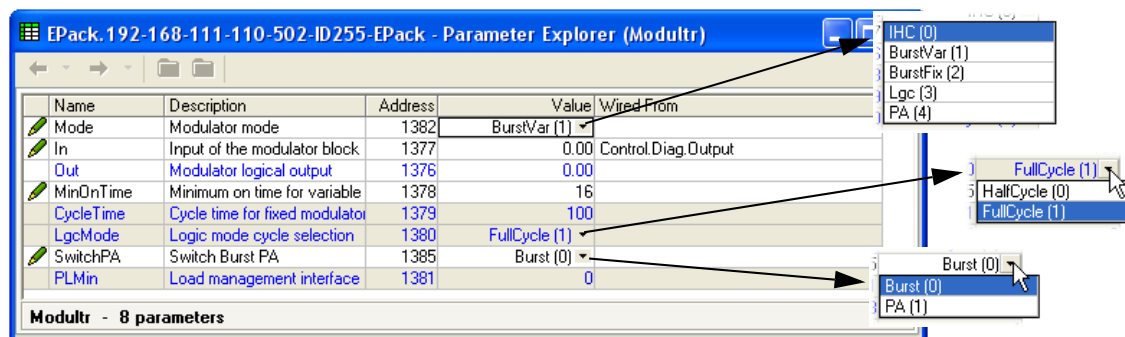 EPack.192-168-111-110-502-ID255-EPack - Parameter Explorer (Modultr)
Name Description Address Value Wired From
Mode Modulator mode 1382 BurstVar (1)
In Input of the modulator block 1377 0.00 Control.Diag.Output
Out Modulator logical output 1376 0.00
MinOnTime Minimum on time for variable 1378 16
CycleTime Cycle time for fixed modulator 1379 100
LgcMode Logic mode cycle selection 1380 FullCycle (1)
SwitchPA Switch Burst PA 1385 Burst (0)
PLMin Load management interface 1381 0
Modultr - 8 parameters
IHC (0)
BurstVar (1)
BurstFix (2)
Lgc (3)
PA (4)
FullCycle (1)
HalfCycle (0)
FullCycle (1)
Burst (0)
Burst (0)
PA (1)